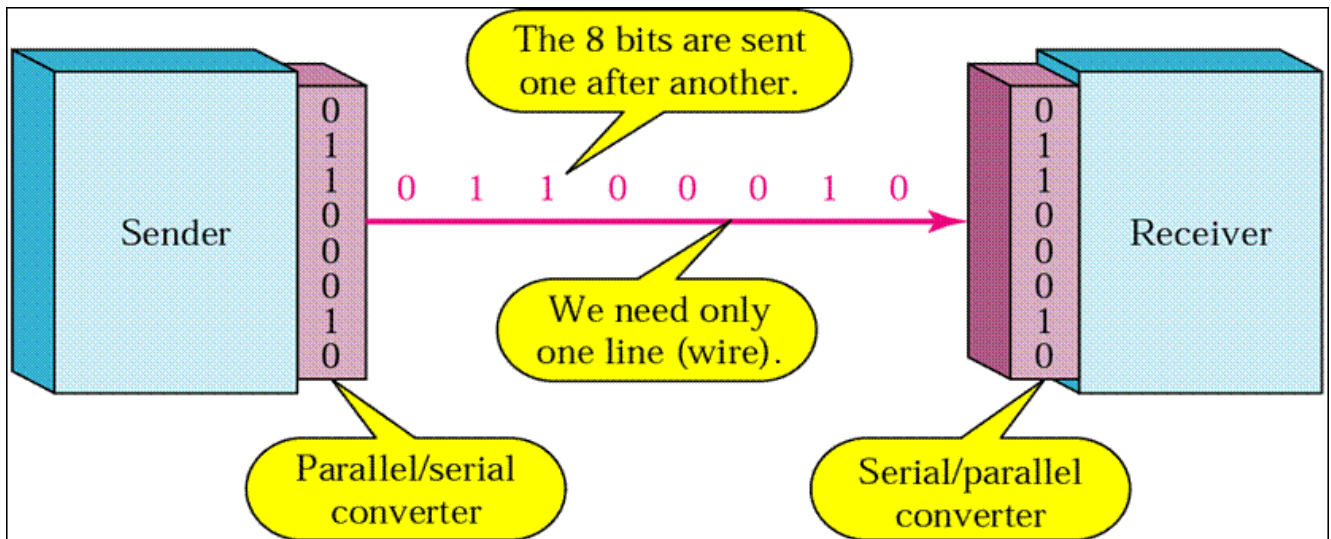 The 8 bits are sent
one after another.
0
1
1
0
0
0
1
0
0 1 1 0 0 0 1 0
0
1
1
0
0
0
1
0
Sender
Receiver
We need only
one line (wire).
Parallel/serial
converter
Serial/parallel
converter